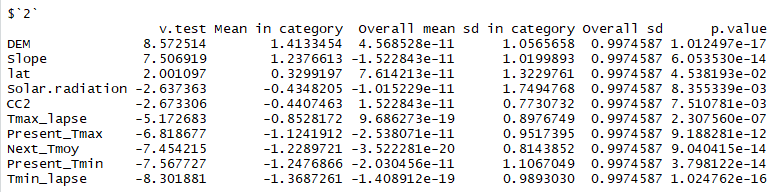 $`2`
v.test Mean in category Overall mean sd in category Overall sd p.value
DEM 8.572514 1.4133454 4.568528e-11 1.0565658 0.9974587 1.012497e-17
Slope 7.506919 1.2376613 -1.522843e-11 1.0199893 0.9974587 6.053530e-14
lat 2.001097 0.3299197 7.614213e-11 1.3229761 0.9974587 4.538193e-02
Solar.radiation -2.637363 -0.4348205 -1.015229e-11 1.7494768 0.9974587 8.355339e-03
CC2 -2.673306 -0.4407463 1.522843e-11 0.7730732 0.9974587 7.510781e-03
Tmax_lapse -5.172683 -0.8528172 9.686273e-19 0.8976749 0.9974587 2.307560e-07
Present_Tmax -6.818677 -1.1241912 -2.538071e-11 0.9517395 0.9974587 9.188281e-12
Next_Tmoy -7.454215 -1.2289721 -3.522281e-20 0.8143852 0.9974587 9.040415e-14
Present_Tmin -7.567727 -1.2476866 -2.030456e-11 1.1067049 0.9974587 3.798122e-14
Tmin_lapse -8.301881 -1.3687261 -1.408912e-19 0.9893030 0.9974587 1.024762e-16